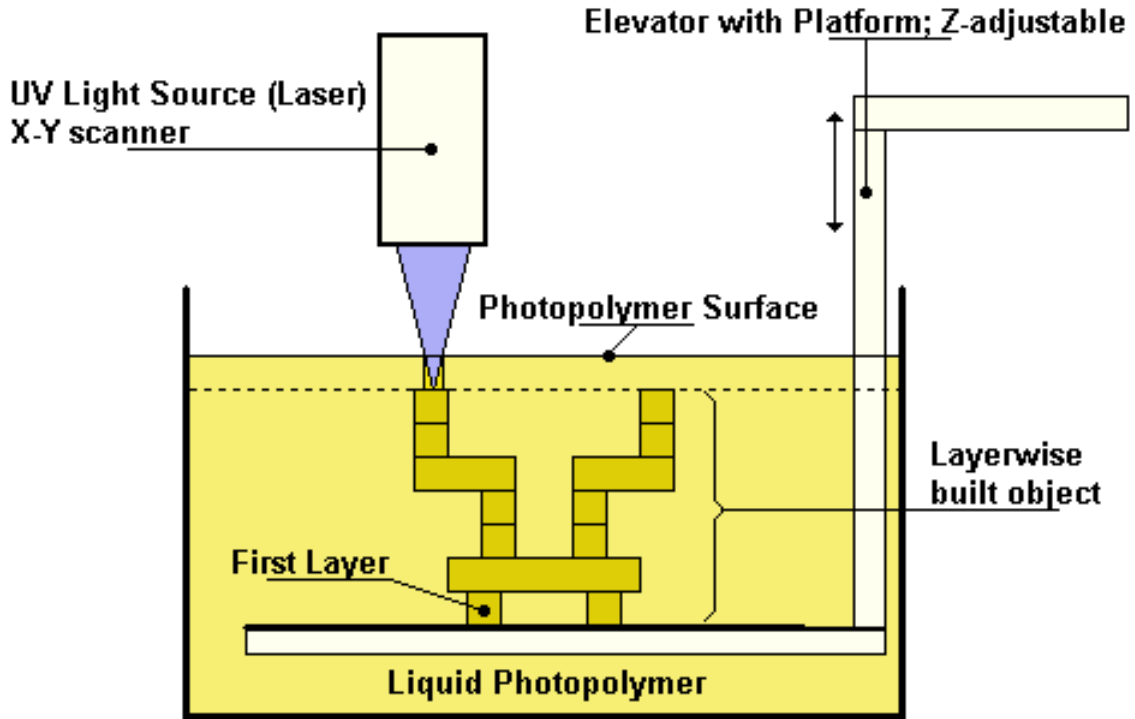 Elevator with Platform; Z-adjustable
UV Light Source (Laser)
X-Y scanner
Photopolymer Surface
Layerwise
built object
First Layer
Liquid Photopolymer